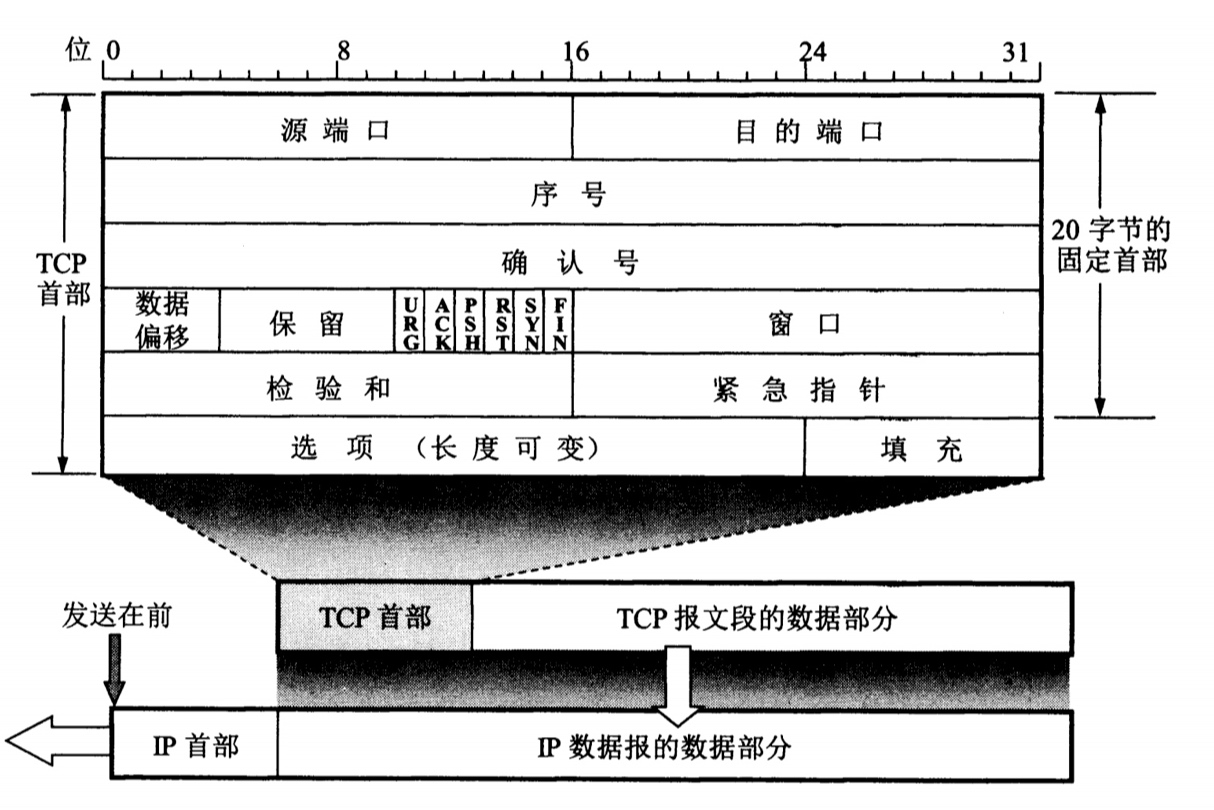 位 0 8 16 24 31
源端口 目的端口
序号
确认号
20 字节的
固定首部
TCP
首部
数据
偏移
保留
URG
ACK
PSH
RST
SYN
FIN
窗口
检验和 紧急指针
选项 （长度可变） 填充
TCP 首部 TCP 报文段的数据部分
发送在前
IP 首部 IP 数据报的数据部分